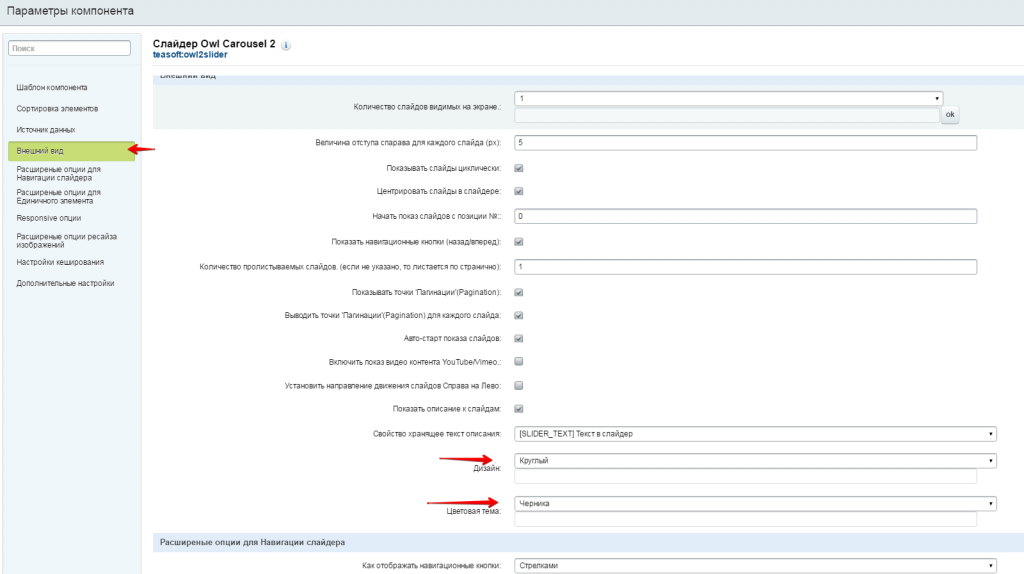 Параметры компонента
Поиск
Шаблон компонента
Сортировка элементов
Источник данных
Внешний вид
Расширеные опции для
Навигации слайдера
Расширеные опции для
Единичного элемента
Responsive опции
Расширеные опции ресайза
изображений
Настройки кеширования
Дополнительные настройки
Слайдер Owl Carousel 2
teasoft:owl2slider
Внешний вид
Количество слайдов видимых на экране.:
1
ok
Величина отступа спарава для каждого слайда (px):
5
Показывать слайды циклически:
Центрировать слайды в слайдере:
Начать показ слайдов с позиции №::
0
Показать навигационные кнопки (назад/вперед):
Количество пролистываемых слайдов. (если не указано, то листается по странично):
1
Показывать точки 'Пагинации'(Pagination):
Выводить точки 'Пагинации'(Pagination) для каждого слайда:
Авто-старт показа слайдов:
Включить показ видео контента YouTube/Vimeo.:
Установить направление движения слайдов Справа на Лево:
Показать описание к слайдам:
Свойство хранящее текст описания:
[SLIDER_TEXT] Текст в слайдер
Дизайн:
Круглый
Цветовая тема:
Черника
Расширеные опции для Навигации слайдера
Как отображать навигационные кнопки:
Стрелками